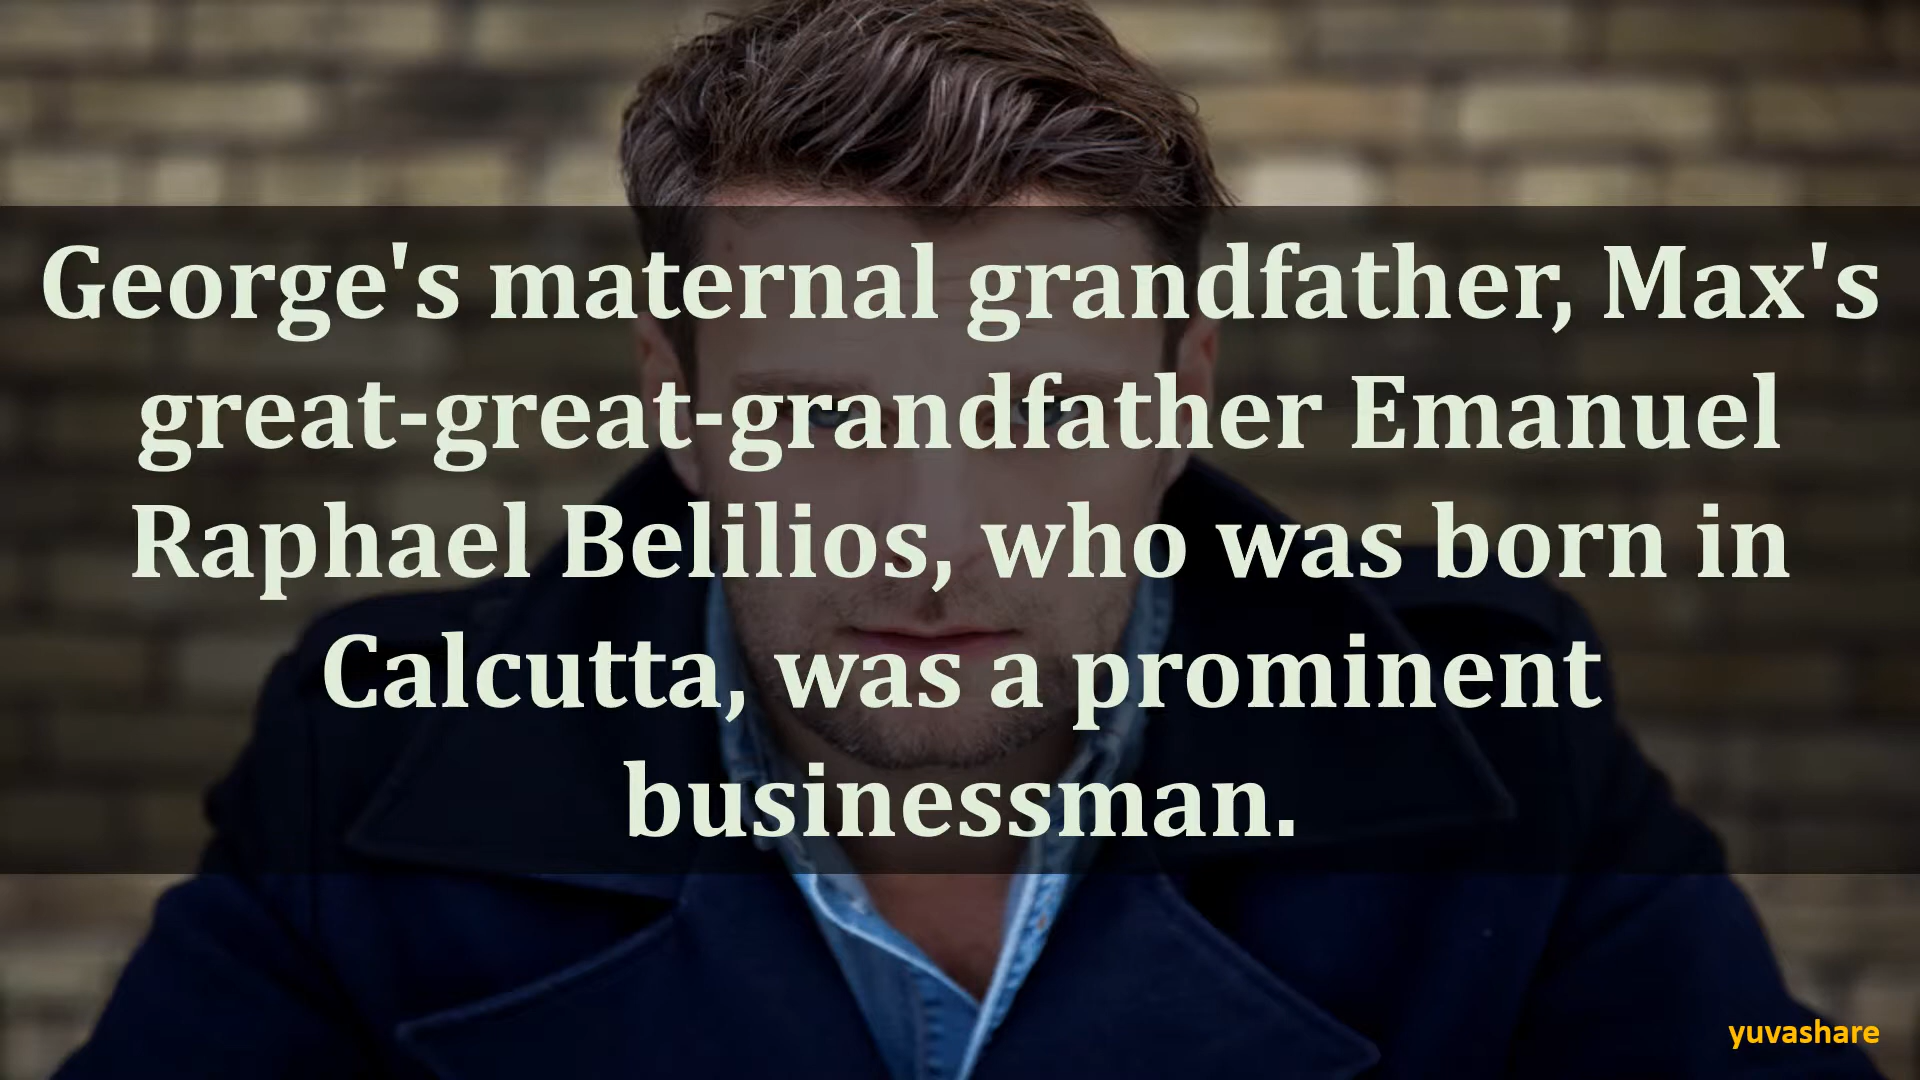 George's maternal grandfather, Max's
great-great-grandfather Emanuel
Raphael Belilios, who was born in
Calcutta, was a prominent
businessman.
yuvashare